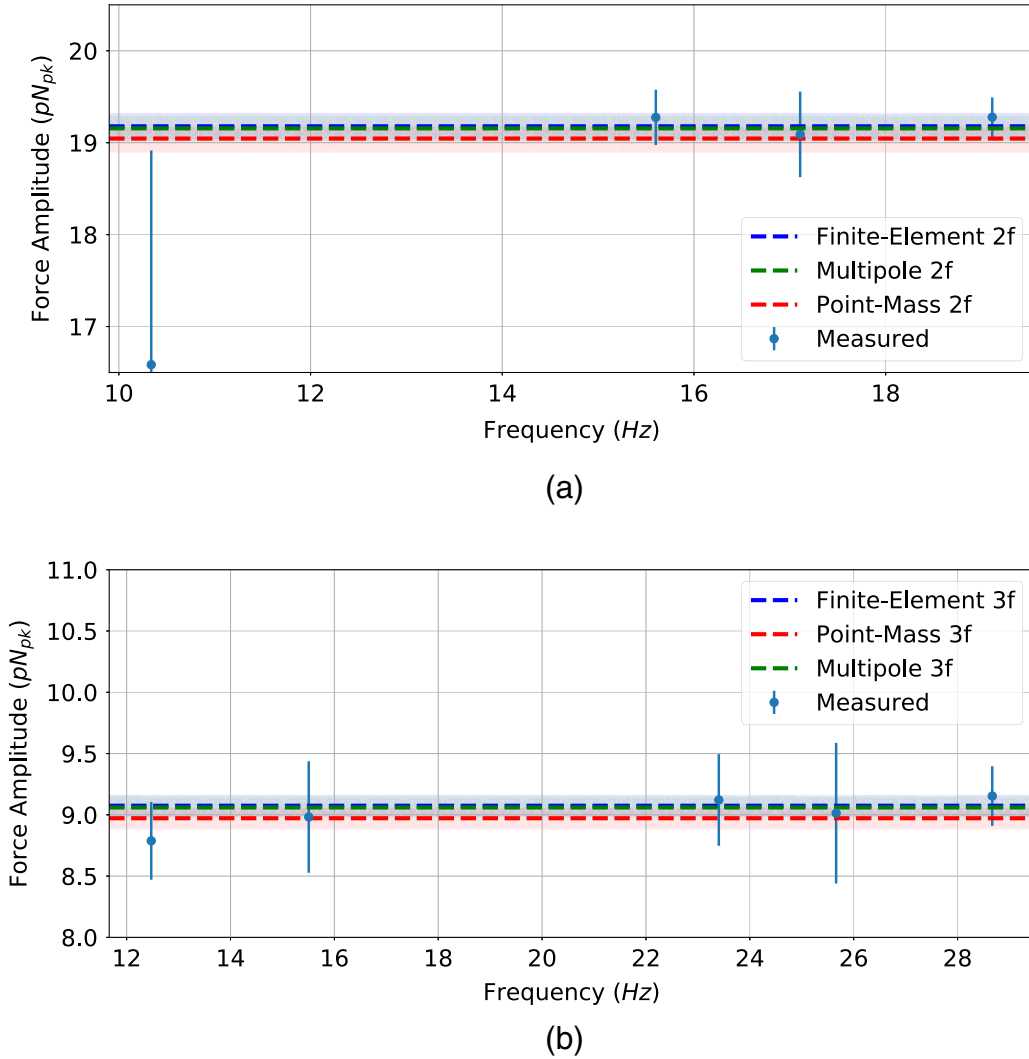 20
19
18
17
Force Amplitude (pN_pk)
Finite-Element 2f
Multipole 2f
Point-Mass 2f
Measured
10 12 14 16 18
Frequency (Hz)
(a)
11.0
10.5
10.0
9.5
9.0
8.5
8.0
Force Amplitude (pN_pk)
Finite-Element 3f
Point-Mass 3f
Multipole 3f
Measured
12 14 16 18 20 22 24 26 28
Frequency (Hz)
(b)